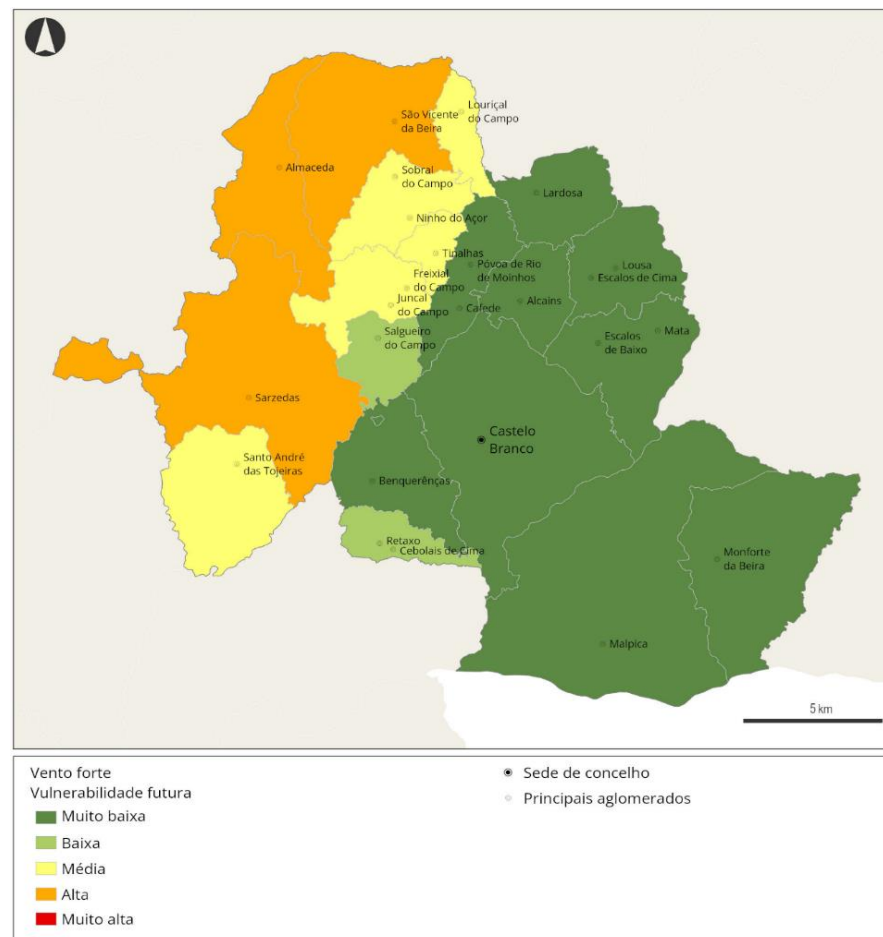 São Vicente
da Beira
Louriçal
do Campo
Almaceda
Sobral
do Campo
Lardosa
Ninho do Açor
Tinalhas
Póvoa de Rio
de Moinhos
Lousa
Escalos de Cima
Freixial
do Campo
Juncal
do Campo
Cafede
Alcains
Salgueiro
do Campo
Escalos
de Baixo
Mata
Sarzedas
Castelo
Branco
Santo André
das Tojeiras
Benquerênças
Retaxo
Cebolais de Cima
Monforte
da Beira
Malpica
5 km
Vento forte
Vulnerabilidade futura
Muito baixa
Baixa
Média
Alta
Muito alta
Sede de concelho
Principais aglomerados